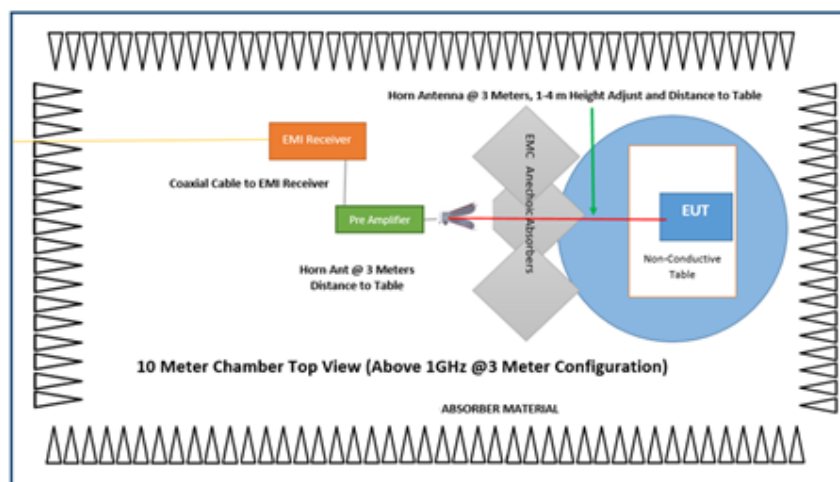 Horn Antenna @ 3 Meters, 1-4 m Height Adjust and Distance to Table
EMI Receiver
Coaxial Cable to EMI Receiver
Pre Amplifier
EMC Anechoic Absorbers
EUT
Non-Conductive
Table
Horn Ant @ 3 Meters
Distance to Table
10 Meter Chamber Top View (Above 1GHz @3 Meter Configuration)
ABSORBER MATERIAL